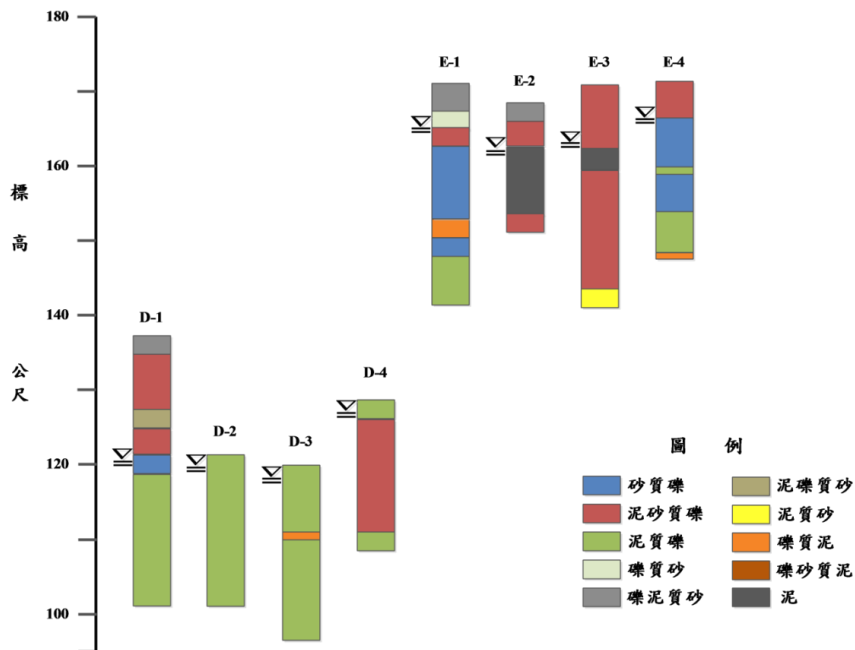 180
E-1
E-2
E-3
E-4
160
標高
公尺
140
D-1
D-2
D-3
D-4
120
100
圖 例
砂質礫
泥砂質礫
泥質礫
礫質砂
礫泥質砂
泥礫質砂
泥質砂
礫質泥
礫砂質泥
泥